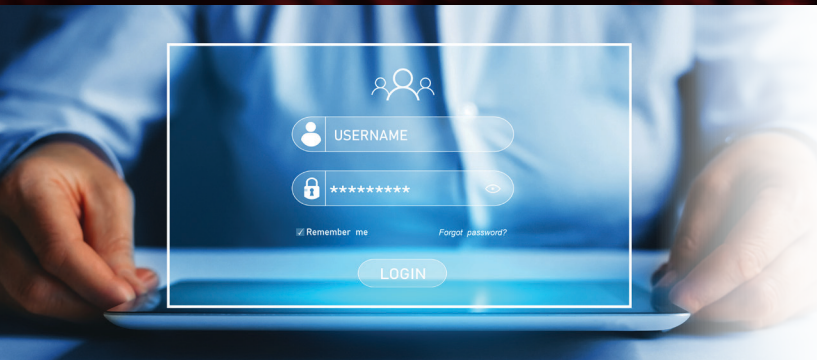 USERNAME
*********
Remember me
Forgot password?
LOGIN